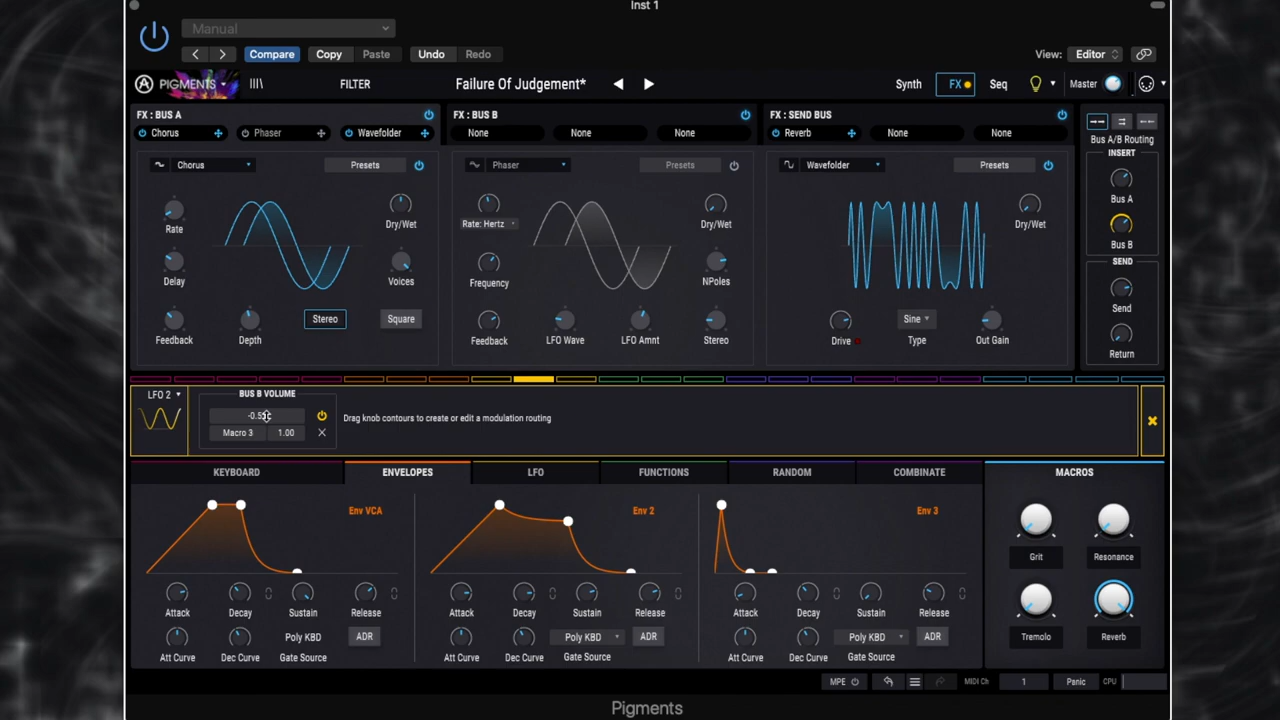 Inst 1
Manual
Compare Copy Paste Undo Redo View: Editor
PIGMENTS FILTER Failure Of Judgement* Synth FX Seq Master
FX : BUS A FX : BUS B FX : SEND BUS
Chorus Phaser Wavefolder None None None Reverb None None
Bus A/B Routing
INSERT
Chorus Presets Phaser Presets Wavefolder Presets
Bus A
Rate Dry/Wet Rate: Hertz Dry/Wet Dry/Wet
Bus B
SEND
Delay Voices Frequency NPoles
Send
Stereo Square Sine
Feedback Depth Feedback LFO Wave LFO Amnt Stereo Drive Type Out Gain
Return
LFO 2 BUS B VOLUME
Drag knob contours to create or edit a modulation routing
Macro 3 1.00
KEYBOARD ENVELOPES LFO FUNCTIONS RANDOM COMBINATE MACROS
Env VCA Env 2 Env 3
Grit Resonance
Attack Decay Sustain Release Attack Decay Sustain Release Attack Decay Sustain Release
Poly KBD ADR Poly KBD ADR Poly KBD ADR
Tremolo Reverb
Att Curve Dec Curve Gate Source Att Curve Dec Curve Gate Source Att Curve Dec Curve Gate Source
MPE MIDI Ch 1 Panic CPU
Pigments